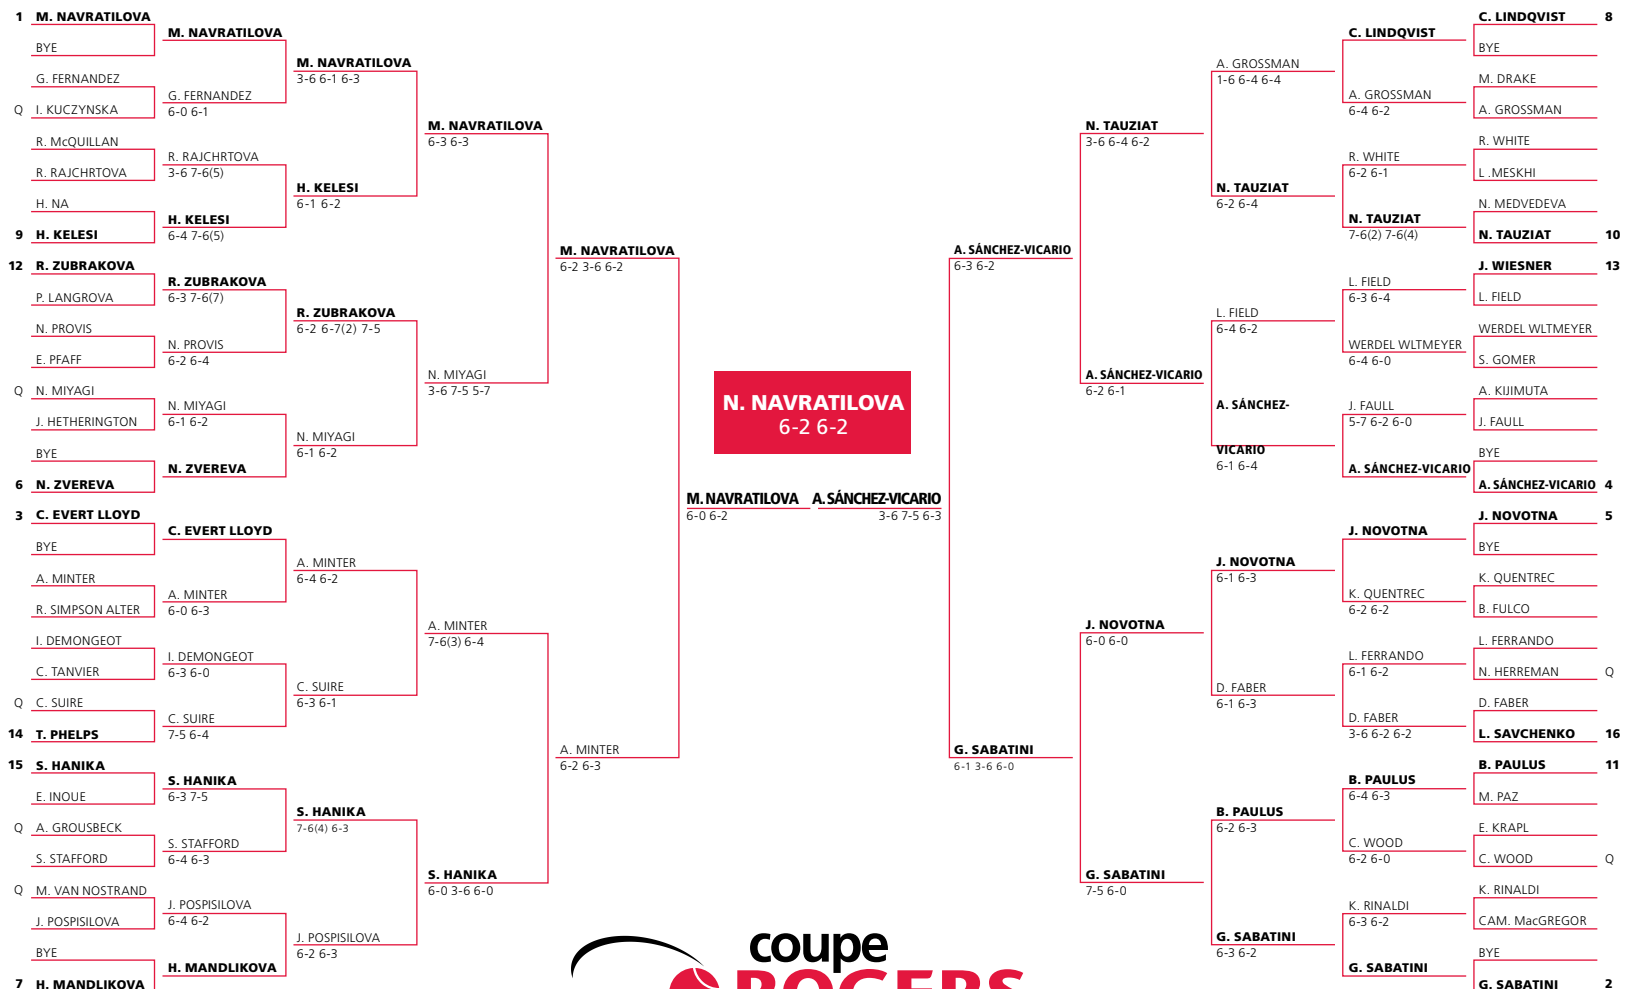 1 M. NAVRATILOVA
BYE
G. FERNANDEZ
Q I. KUCZYNSKA
R. McQUILLAN
R. RAJCHRTOVA
H. NA
9 H. KELESI
12 R. ZUBRAKOVA
P. LANGROVA
N. PROVIS
E. PFAFF
Q N. MIYAGI
J. HETHERINGTON
BYE
6 N. ZVEREVA
3 C. EVERT LLOYD
BYE
A. MINTER
R. SIMPSON ALTER
I. DEMONGEOT
C. TANVIER
Q C. SUIRE
14 T. PHELPS
15 S. HANIKA
E. INOUE
Q A. GROUSBECK
S. STAFFORD
Q M. VAN NOSTRAND
J. POSPISILOVA
BYE
7 H. MANDLIKOVA
M. NAVRATILOVA
G. FERNANDEZ
6-0 6-1
R. RAJCHRTOVA
3-6 7-6(5)
H. KELESI
6-4 7-6(5)
R. ZUBRAKOVA
6-3 7-6(7)
N. PROVIS
6-2 6-4
N. MIYAGI
6-1 6-2
N. ZVEREVA
C. EVERT LLOYD
A. MINTER
6-0 6-3
I. DEMONGEOT
6-3 6-0
C. SUIRE
7-5 6-4
S. HANIKA
6-3 7-5
S. STAFFORD
6-4 6-3
J. POSPISILOVA
6-4 6-2
H. MANDLIKOVA
M. NAVRATILOVA
3-6 6-1 6-3
H. KELESI
6-1 6-2
R. ZUBRAKOVA
6-2 6-7(2) 7-5
N. MIYAGI
6-1 6-2
A. MINTER
6-4 6-2
C. SUIRE
6-3 6-1
S. HANIKA
7-6(4) 6-3
J. POSPISILOVA
6-2 6-3
M. NAVRATILOVA
6-3 6-3
N. MIYAGI
3-6 7-5 5-7
A. MINTER
7-6(3) 6-4
S. HANIKA
6-0 3-6 6-0
M. NAVRATILOVA
6-2 3-6 6-2
A. MINTER
6-2 6-3
M. NAVRATILOVA
6-0 6-2
N. NAVRATILOVA
6-2 6-2
A. SÁNCHEZ-VICARIO
3-6 7-5 6-3
A. SÁNCHEZ-VICARIO
6-3 6-2
G. SABATINI
6-1 3-6 6-0
N. TAUZIAT
3-6 6-4 6-2
A. SÁNCHEZ-VICARIO
6-2 6-1
J. NOVOTNA
6-0 6-0
G. SABATINI
7-5 6-0
A. GROSSMAN
1-6 6-4 6-4
N. TAUZIAT
6-2 6-4
L. FIELD
6-4 6-2
A. SÁNCHEZ-
VICARIO
6-1 6-4
J. NOVOTNA
6-1 6-3
D. FABER
6-1 6-3
B. PAULUS
6-2 6-3
G. SABATINI
6-3 6-2
C. LINDQVIST
A. GROSSMAN
6-4 6-2
R. WHITE
6-2 6-1
N. TAUZIAT
7-6(2) 7-6(4)
L. FIELD
6-3 6-4
WERDEL WLTMEYER
6-4 6-0
J. FAULL
5-7 6-2 6-0
A. SÁNCHEZ-VICARIO
J. NOVOTNA
K. QUENTREC
6-2 6-2
L. FERRANDO
6-1 6-2
D. FABER
3-6 6-2 6-2
B. PAULUS
6-4 6-3
C. WOOD
6-2 6-0
K. RINALDI
6-3 6-2
G. SABATINI
C. LINDQVIST 8
BYE
M. DRAKE
A. GROSSMAN
R. WHITE
L .MESKHI
N. MEDVEDEVA
N. TAUZIAT 10
J. WIESNER 13
L. FIELD
WERDEL WLTMEYER
S. GOMER
A. KIJIMUTA
J. FAULL
BYE
A. SÁNCHEZ-VICARIO 4
J. NOVOTNA 5
BYE
K. QUENTREC
B. FULCO
L. FERRANDO
N. HERREMAN Q
D. FABER
L. SAVCHENKO 16
B. PAULUS 11
M. PAZ
E. KRAPL
C. WOOD Q
K. RINALDI
CAM. MacGREGOR
BYE
G. SABATINI 2
coupe
ROGERS